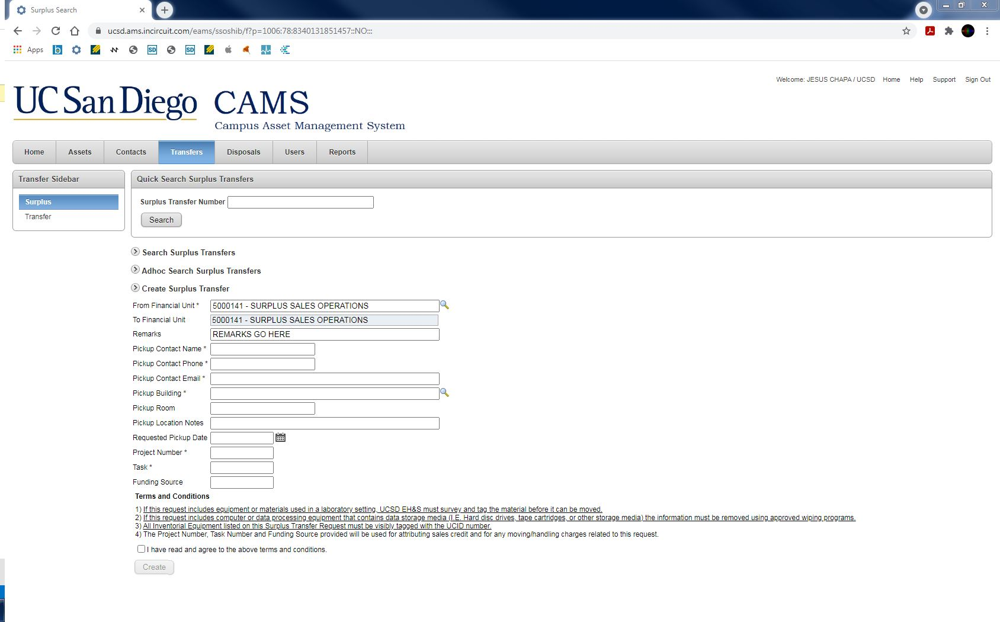 Surplus Search
ucsd.ams.incircuit.com/eams/ssoshib/f?p=1006:78:8340131851457::NO:::
Apps
b
SD
SD
Welcome: JESUS CHAPA / UCSD Home Help Support Sign Out
UC San Diego CAMS
Campus Asset Management System
Home Assets Contacts Transfers Disposals Users Reports
Transfer Sidebar
Surplus
Transfer
Quick Search Surplus Transfers
Surplus Transfer Number
Search
Search Surplus Transfers
Adhoc Search Surplus Transfers
Create Surplus Transfer
From Financial Unit * 5000141 - SURPLUS SALES OPERATIONS
To Financial Unit 5000141 - SURPLUS SALES OPERATIONS
Remarks REMARKS GO HERE
Pickup Contact Name *
Pickup Contact Phone *
Pickup Contact Email *
Pickup Building *
Pickup Room
Pickup Location Notes
Requested Pickup Date
Project Number *
Task *
Funding Source
Terms and Conditions
1) If this request includes equipment or materials used in a laboratory setting, UCSD EH&S must survey and tag the material before it can be moved.
2) If this request includes computer or data processing equipment that contains data storage media (I.E. Hard disc drives, tape cartridges, or other storage media) the information must be removed using approved wiping programs.
3) All Inventorial Equipment listed on this Surplus Transfer Request must be visibly tagged with the UCID number.
4) The Project Number, Task Number and Funding Source provided will be used for attributing sales credit and for any moving/handling charges related to this request.
I have read and agree to the above terms and conditions.
Create